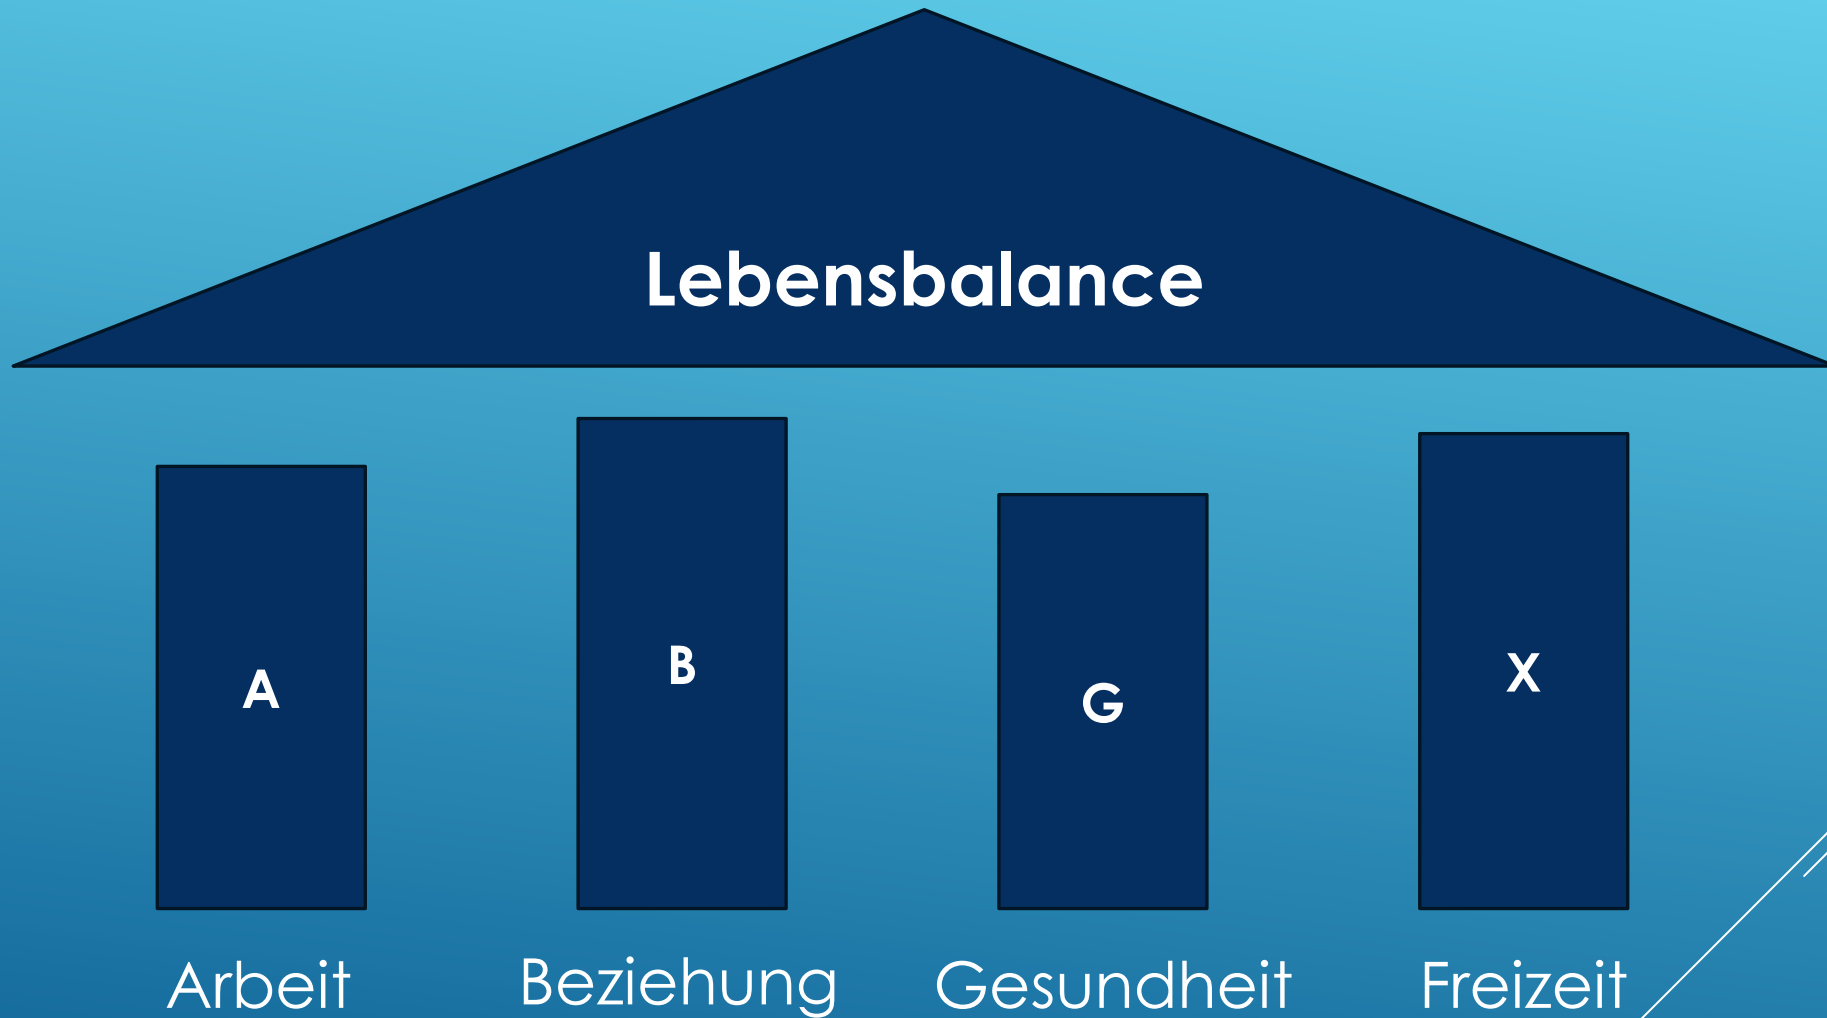 Lebensbalance
A
B
G
X
Arbeit
Beziehung
Gesundheit
Freizeit